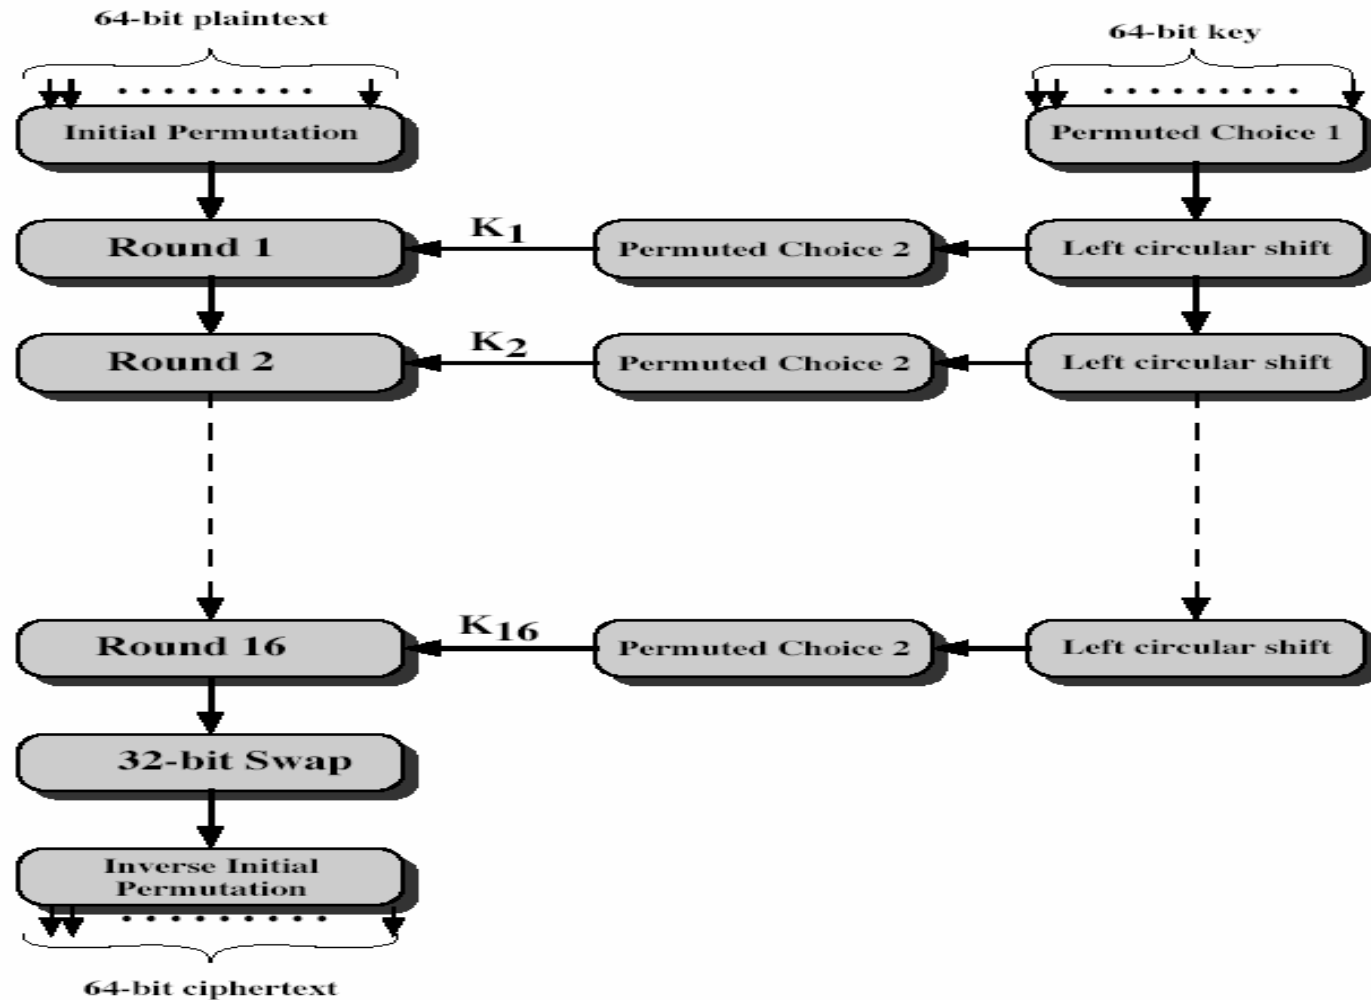 64-bit plaintext
64-bit key
Initial Permutation
Permuted Choice 1
Round 1
K1
Permuted Choice 2
Left circular shift
Round 2
K2
Permuted Choice 2
Left circular shift
Round 16
K16
Permuted Choice 2
Left circular shift
32-bit Swap
Inverse Initial
Permutation
64-bit ciphertext